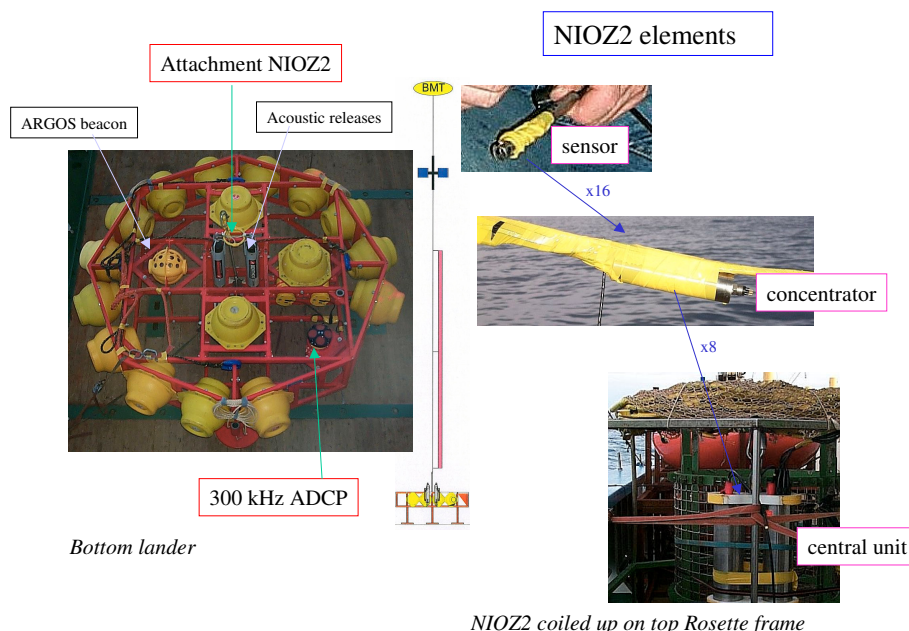 NIOZ2 elements
Attachment NIOZ2
BMT
ARGOS beacon
Acoustic releases
sensor
x16
concentrator
x8
300 kHz ADCP
central unit
Bottom lander
NIOZ2 coiled up on top Rosette frame